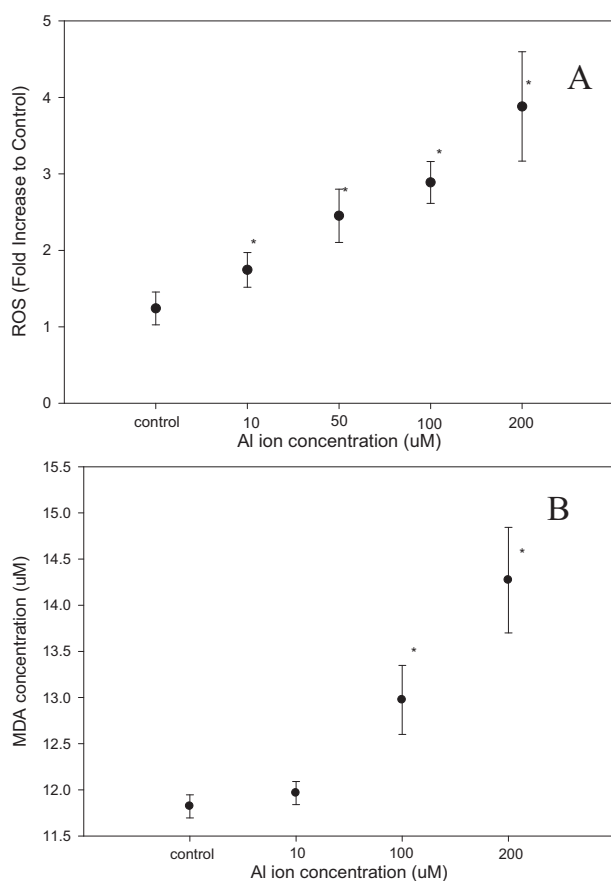 A
ROS (Fold Increase to Control)
5
4
3
2
1
0
*
*
*
*
control 10 50 100 200
Al ion concentration (uM)
B
MDA concentration (uM)
15.5
15.0
14.5
14.0
13.5
13.0
12.5
12.0
11.5
*
*
control 10 100 200
Al ion concentration (uM)